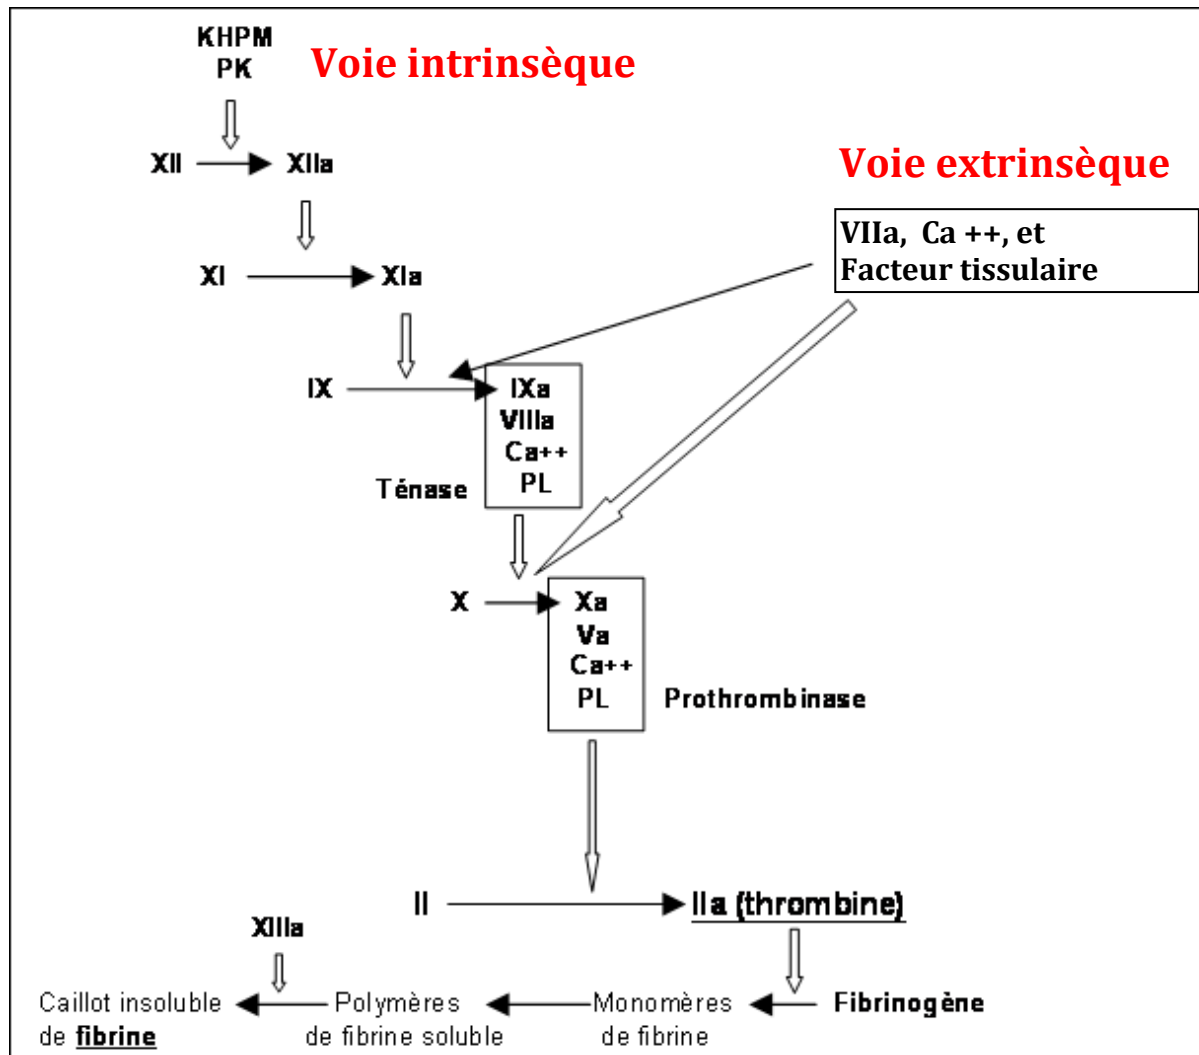 KHPM
PK
Voie intrinsèque
XII
XIIa
Voie extrinsèque
VIIa, Ca ++, et
Facteur tissulaire
XI
XIa
IX
IXa
VIIIa
Ca++
PL
Ténase
X
Xa
Va
Ca++
PL
Prothrombinase
II
IIa (thrombine)
XIIIa
Caillot insoluble
de fibrine
Polymères
de fibrine soluble
Monomères
de fibrine
Fibrinogène